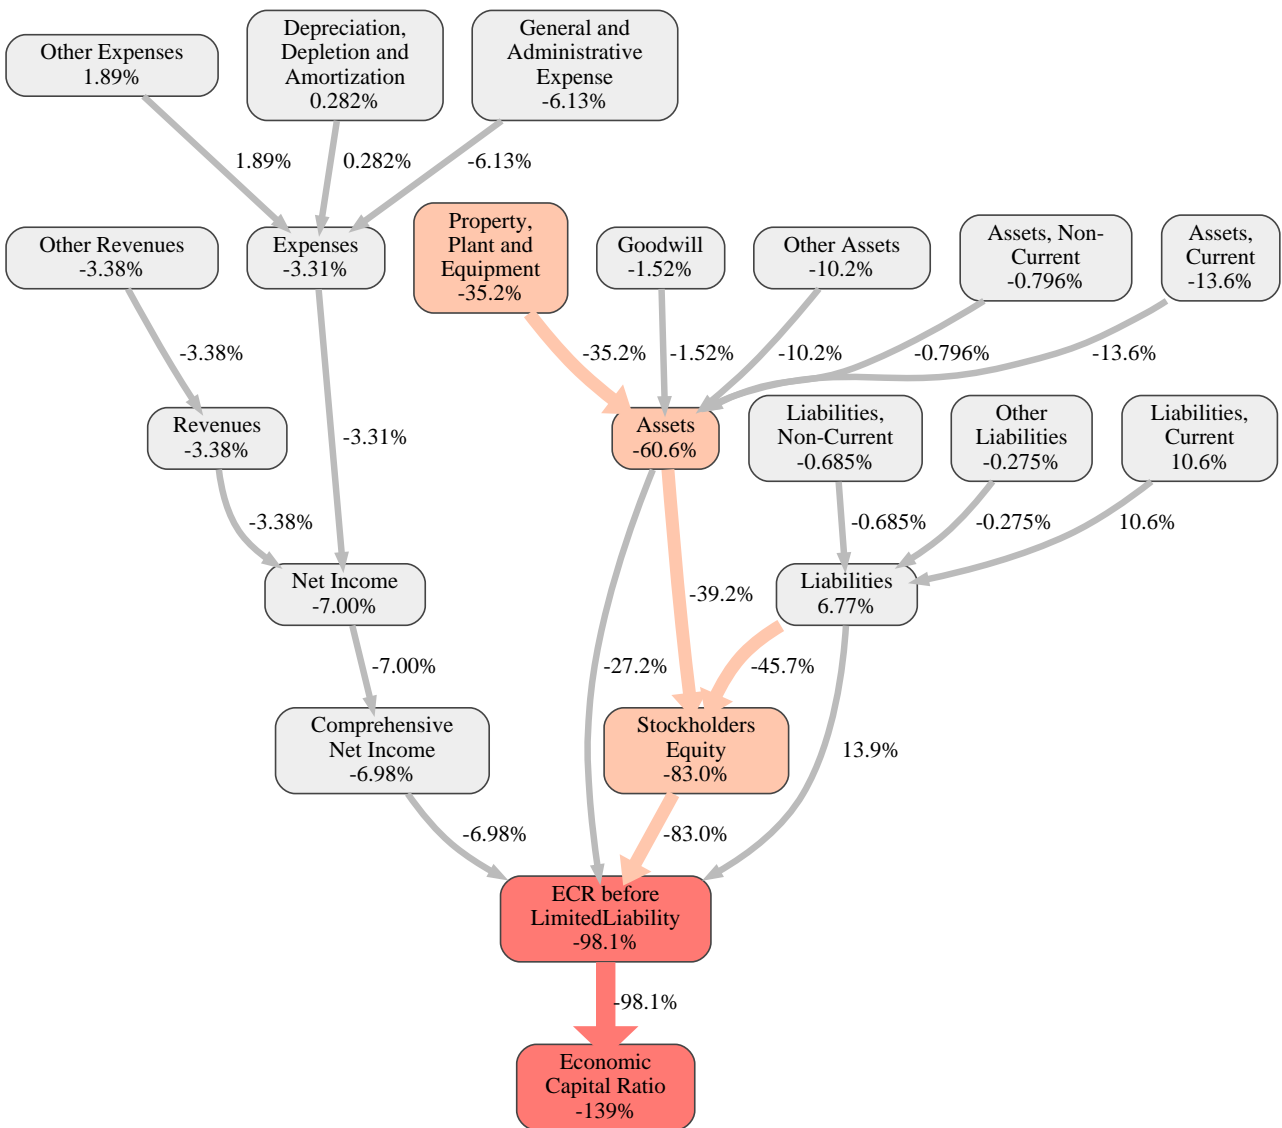 Other Expenses
1.89%
Depreciation,
Depletion and
Amortization
0.282%
General and
Administrative
Expense
-6.13%
1.89%
0.282%
-6.13%
Other Revenues
-3.38%
Expenses
-3.31%
Property,
Plant and
Equipment
-35.2%
Goodwill
-1.52%
Other Assets
-10.2%
Assets, Non-
Current
-0.796%
Assets,
Current
-13.6%
-3.38%
-3.31%
-35.2%
-1.52%
-10.2%
-0.796%
-13.6%
Revenues
-3.38%
Assets
-60.6%
Liabilities,
Non-Current
-0.685%
Other
Liabilities
-0.275%
Liabilities,
Current
10.6%
-3.38%
-0.685%
-0.275%
10.6%
Net Income
-7.00%
-39.2%
Liabilities
6.77%
-7.00%
-27.2%
-45.7%
Comprehensive
Net Income
-6.98%
Stockholders
Equity
-83.0%
13.9%
-6.98%
-83.0%
ECR before
LimitedLiability
-98.1%
-98.1%
Economic
Capital Ratio
-139%